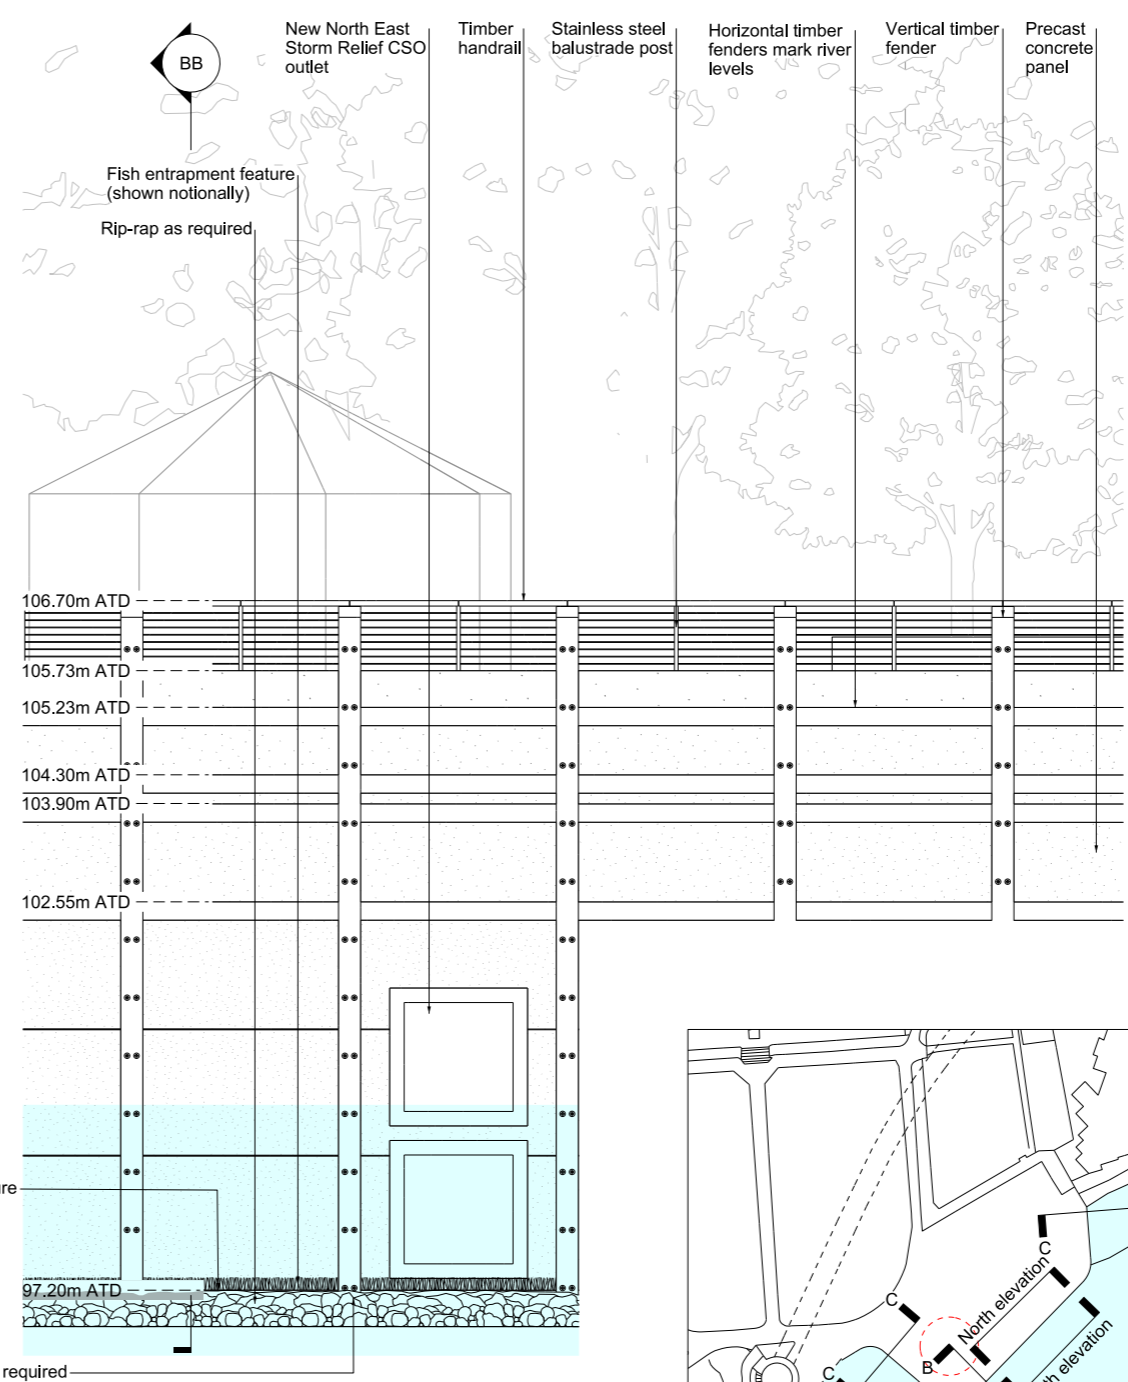 New North East
Storm Relief CSO
outlet
Timber
handrail
Stainless steel
balustrade post
Horizontal timber
fenders mark river
levels
Vertical timber
fender
Precast
concrete
panel
BB
Fish entrapment feature
(shown notionally)
Rip-rap as required
106.70m ATD
105.73m ATD
105.23m ATD
104.30m ATD
103.90m ATD
102.55m ATD
97.20m ATD
required
C
C
C
B
North elevation
elevation